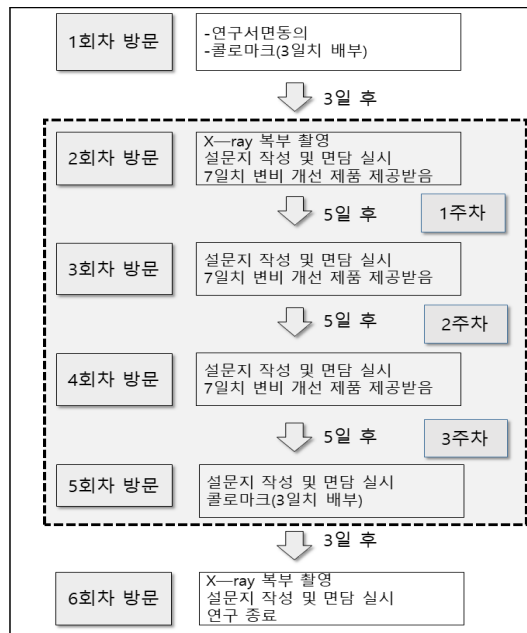 1회차 방문
-연구서면동의
-콜로마크(3일치 배부)
3일 후
2회차 방문
X—ray 복부 촬영
설문지 작성 및 면담 실시
7일치 변비 개선 제품 제공받음
5일 후
1주차
3회차 방문
설문지 작성 및 면담 실시
7일치 변비 개선 제품 제공받음
5일 후
2주차
4회차 방문
설문지 작성 및 면담 실시
7일치 변비 개선 제품 제공받음
5일 후
3주차
5회차 방문
설문지 작성 및 면담 실시
콜로마크(3일치 배부)
3일 후
6회차 방문
X—ray 복부 촬영
설문지 작성 및 면담 실시
연구 종료